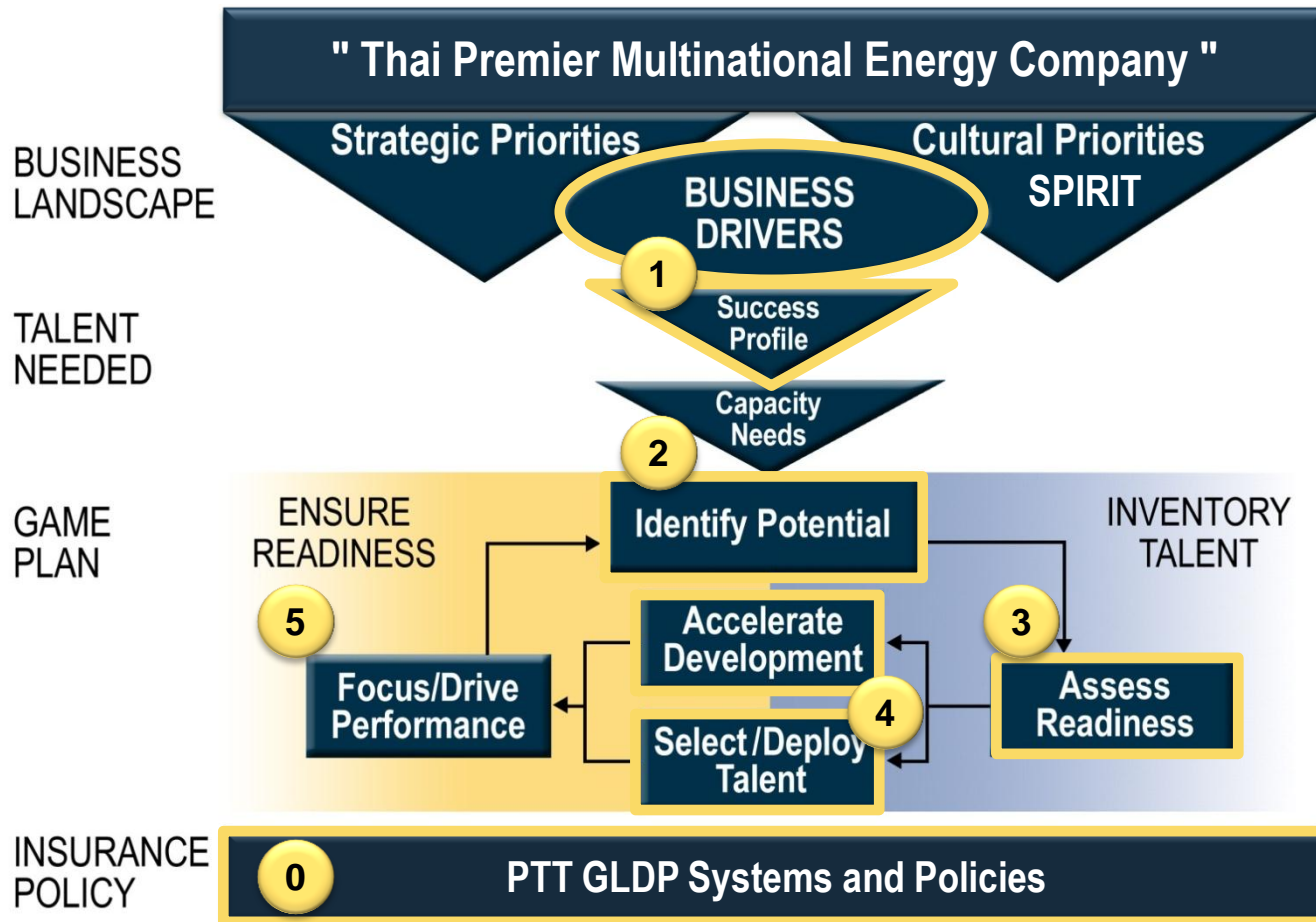 " Thai Premier Multinational Energy Company "
BUSINESS
LANDSCAPE
Strategic Priorities
BUSINESS
DRIVERS
Cultural Priorities
SPIRIT
1
TALENT
NEEDED
Success
Profile
Capacity
Needs
2
GAME
PLAN
ENSURE
READINESS
Identify Potential
INVENTORY
TALENT
5
Focus/Drive
Performance
Accelerate
Development
4
Select/Deploy
Talent
3
Assess
Readiness
INSURANCE
POLICY
0
PTT GLDP Systems and Policies